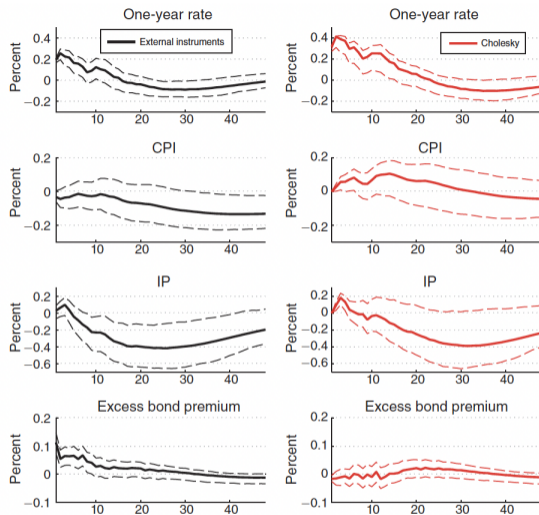 One-year rate One-year rate
External instruments Cholesky
Percent Percent
0.4 0.4
0.2 0.2
0 0
−0.2 −0.2
10 20 30 40 10 20 30 40
CPI CPI
Percent Percent
0.2 0.2
0 0
−0.2 −0.2
10 20 30 40 10 20 30 40
IP IP
Percent Percent
0.2 0.2
0 0
−0.2 −0.2
−0.4 −0.4
−0.6 −0.6
10 20 30 40 10 20 30 40
Excess bond premium Excess bond premium
Percent Percent
0.2 0.2
0.1 0.1
0 0
−0.1 −0.1
10 20 30 40 10 20 30 40